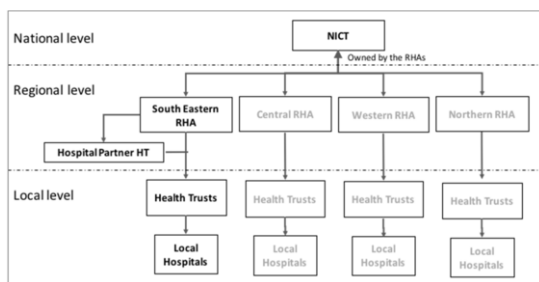 National level
NICT
Owned by the RHAs
Regional level
South Eastern
RHA
Central RHA
Western RHA
Northern RHA
Hospital Partner HT
Local level
Health Trusts
Health Trusts
Health Trusts
Health Trusts
Local
Hospitals
Local
Hospitals
Local
Hospitals
Local
Hospitals